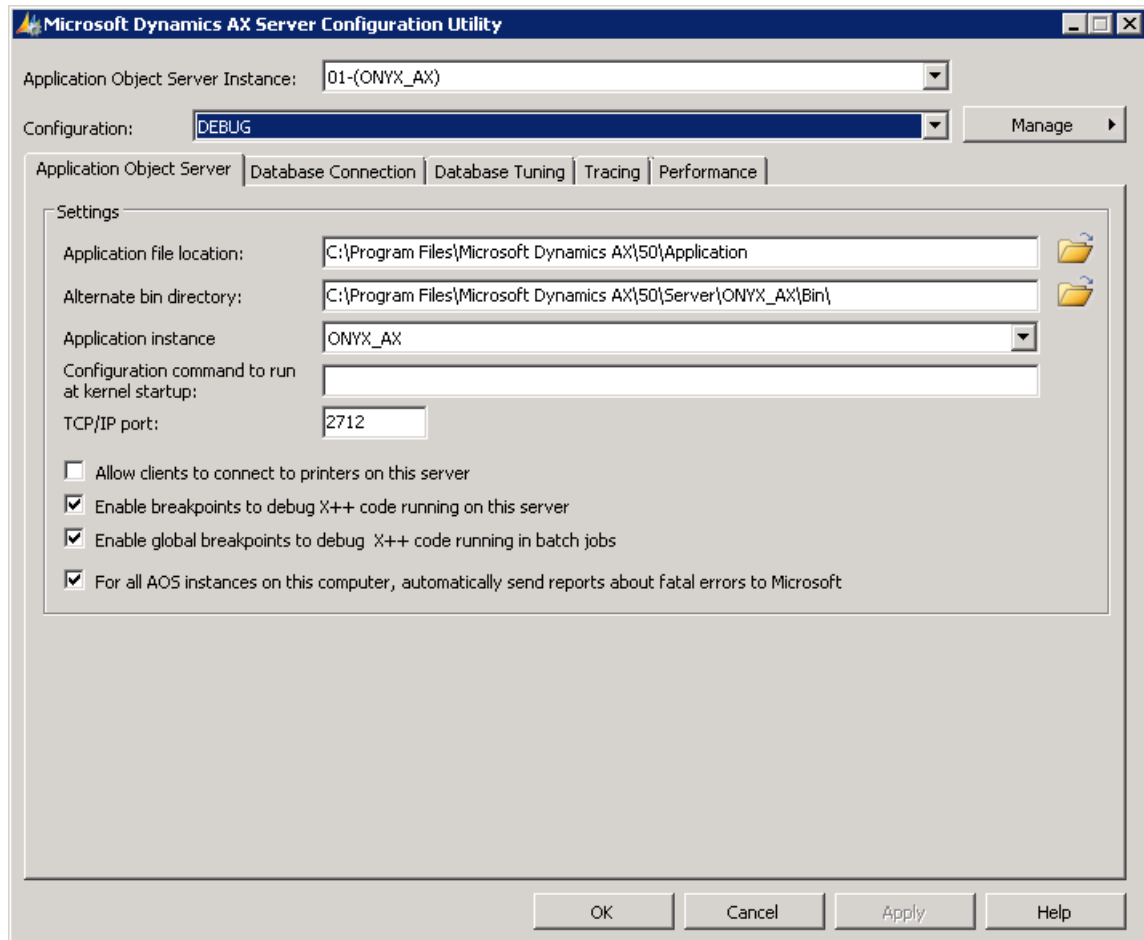 Microsoft Dynamics AX Server Configuration Utility
Application Object Server Instance: 01-(ONYX_AX)
Configuration: DEBUG Manage
Application Object Server Database Connection Database Tuning Tracing Performance
Settings
Application file location: C:\Program Files\Microsoft Dynamics AX\50\Application
Alternate bin directory: C:\Program Files\Microsoft Dynamics AX\50\Server\ONYX_AX\Bin\
Application instance ONYX_AX
Configuration command to run
at kernel startup:
TCP/IP port: 2712
Allow clients to connect to printers on this server
Enable breakpoints to debug X++ code running on this server
Enable global breakpoints to debug X++ code running in batch jobs
For all AOS instances on this computer, automatically send reports about fatal errors to Microsoft
OK Cancel Apply Help